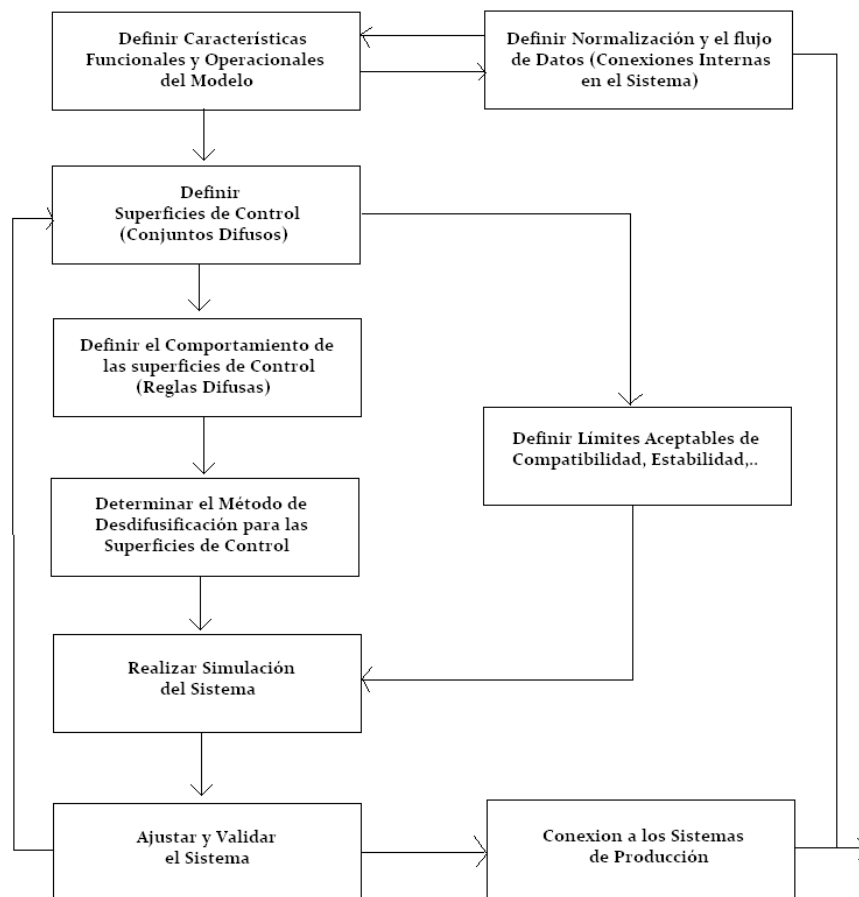 Definir Características
Funcionales y Operacionales
del Modelo
Definir Normalización y el flujo
de Datos (Conexiones Internas
en el Sistema)
Definir
Superficies de Control
(Conjuntos Difusos)
Definir el Comportamiento de
las superficies de Control
(Reglas Difusas)
Definir Límites Aceptables de
Compatibilidad, Estabilidad,..
Determinar el Método de
Desdifusificación para las
Superficies de Control
Realizar Simulación
del Sistema
Ajustar y Validar
el Sistema
Conexion a los Sistemas
de Producción